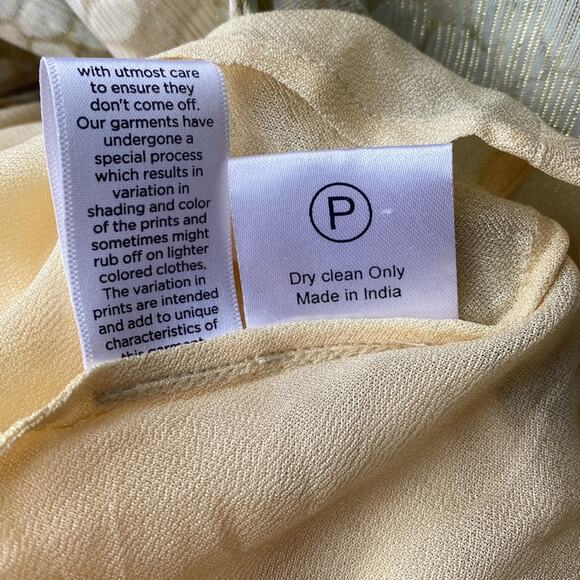 with utmost care
to ensure they
don't come off.
Our garments have
undergone a
special process
which results in
variation in
shading and color
of the prints and
sometimes might
rub off on lighter
colored clothes.
The variation in
prints are intended
and add to unique
characteristics of
this garment
P
Dry clean Only
Made in India